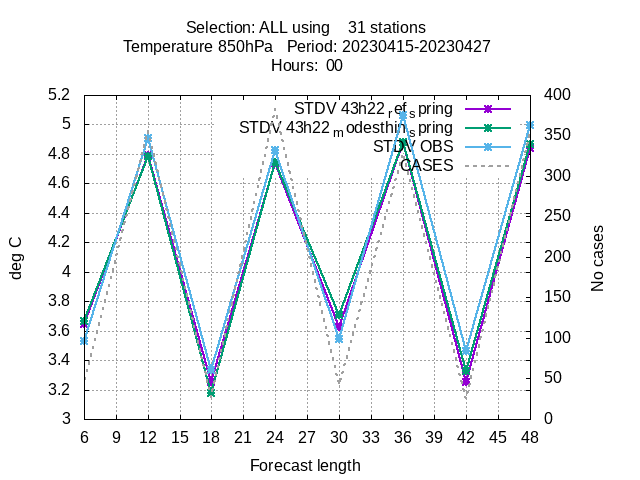 Selection: ALL using 31 stations
Temperature 850hPa Period: 20230415-20230427
Hours: 00
STDV 43h22_ref_spring
STDV 43h22_modesthin_spring
STDV OBS
CASES
deg C
No cases
5.2
5
4.8
4.6
4.4
4.2
4
3.8
3.6
3.4
3.2
3
400
350
300
250
200
150
100
50
0
6 9 12 15 18 21 24 27 30 33 36 39 42 45 48
Forecast length